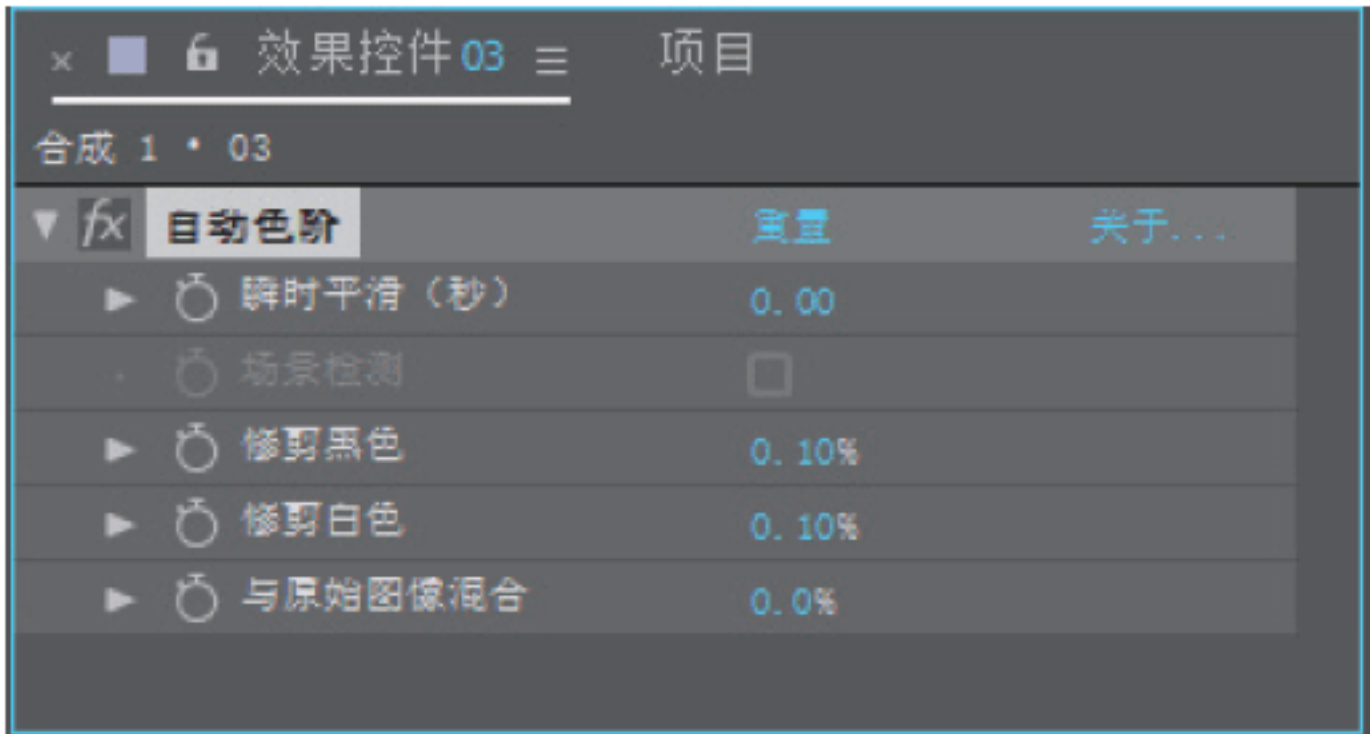 效果控件 03 项目
合成 1 • 03
fx 自动色阶 重置 关于...
瞬时平滑（秒） 0.00
场景检测
修剪黑色 0.10%
修剪白色 0.10%
与原始图像混合 0.0%